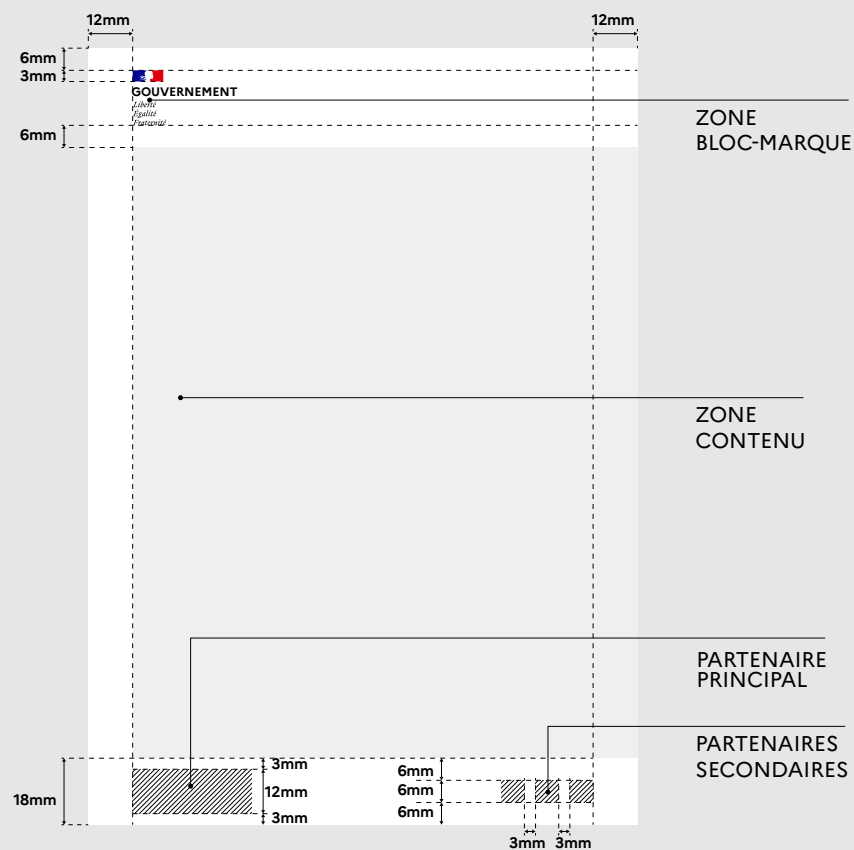 12mm
12mm
6mm
3mm
GOUVERNEMENT
Liberté
Égalité
Fraternité
6mm
ZONE
BLOC-MARQUE
ZONE
CONTENU
PARTENAIRE
PRINCIPAL
PARTENAIRES
SECONDAIRES
18mm
3mm
12mm
3mm
6mm
6mm
6mm
3mm
3mm